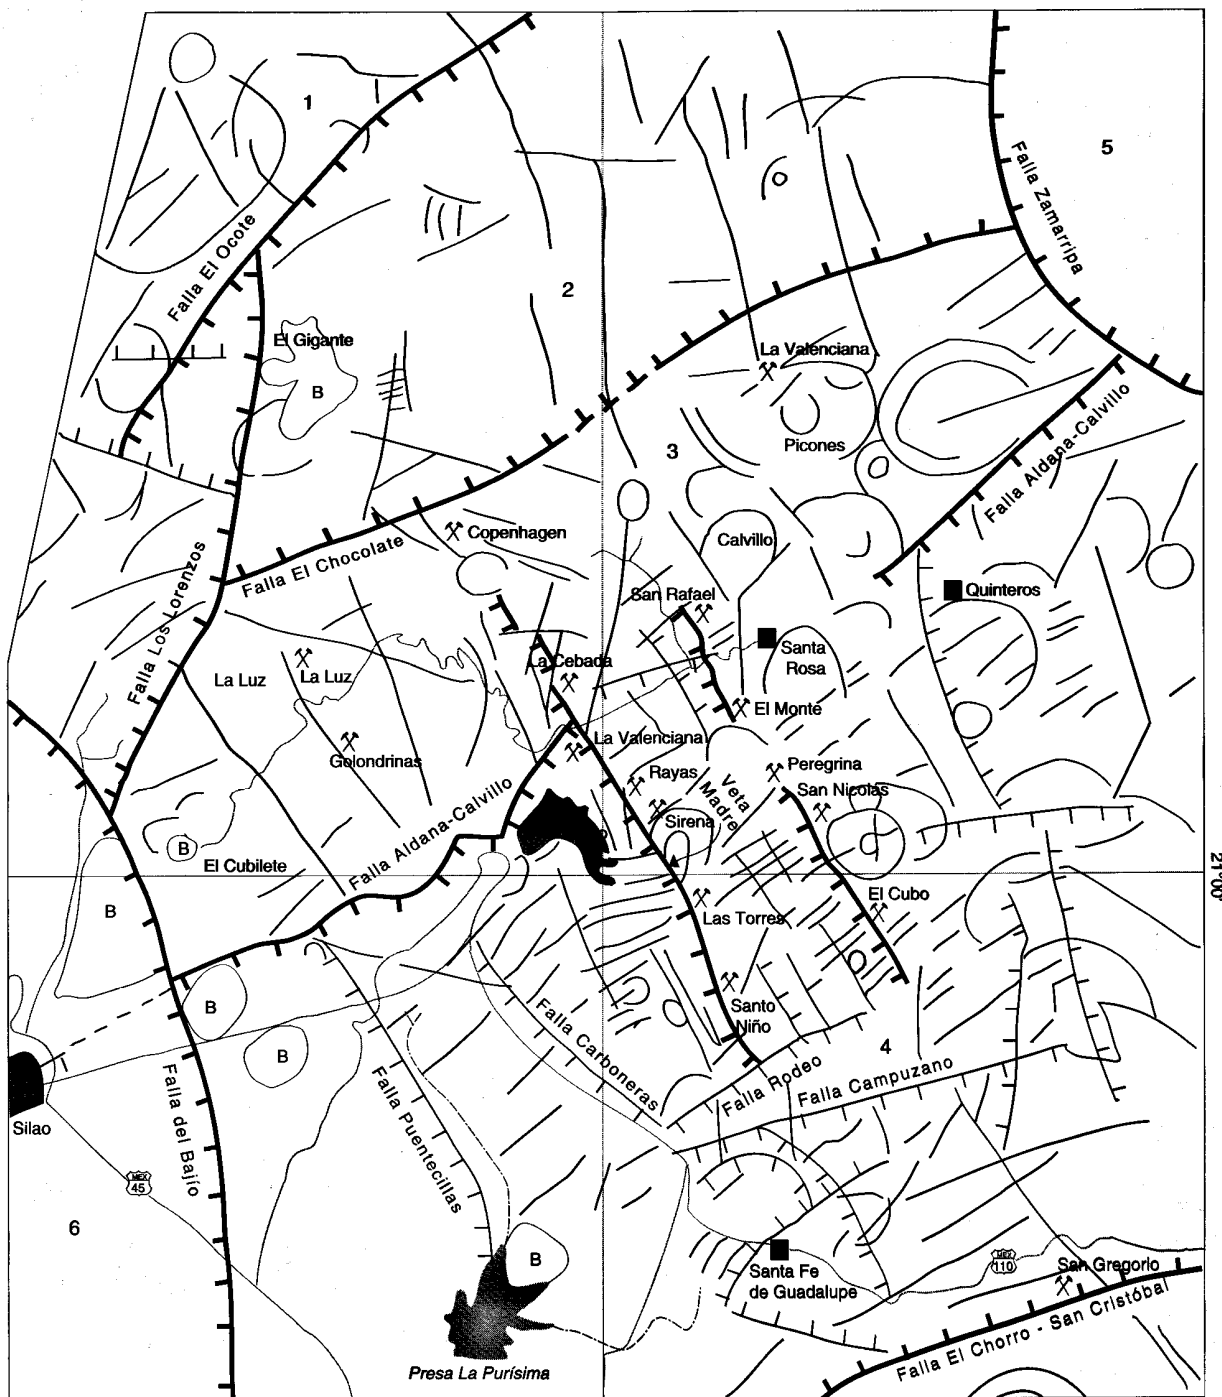 1
5
Falla El Ocote
Falla Zamarripa
2
El Gigante
B
La Valenciana
Picones
3
Falla Aldana-Calvillo
Copenhagen
Calvillo
Falla El Chocolate
Falla Los Lorenzos
San Rafael
Quinteros
Santa
Rosa
La Cebada
La Luz
La Luz
El Monte
La Valenciana
Golondrinas
Rayas
Veta
Madre
Peregrina
San Nicolás
Sirena
Falla Aldana-Calvillo
B
El Cubilete
21°00'
B
El Cubo
Las Torres
B
Santo
Niño
Falla Carboneras
4
B
Falla Rodeo
Falla Campuzano
Silao
Falla del Bajío
Falla Puentecillas
MEX
45
6
B
Santa Fe
de Guadalupe
MEX
110
San Gregorio
Falla El Chorro - San Cristóbal
Presa La Purísima